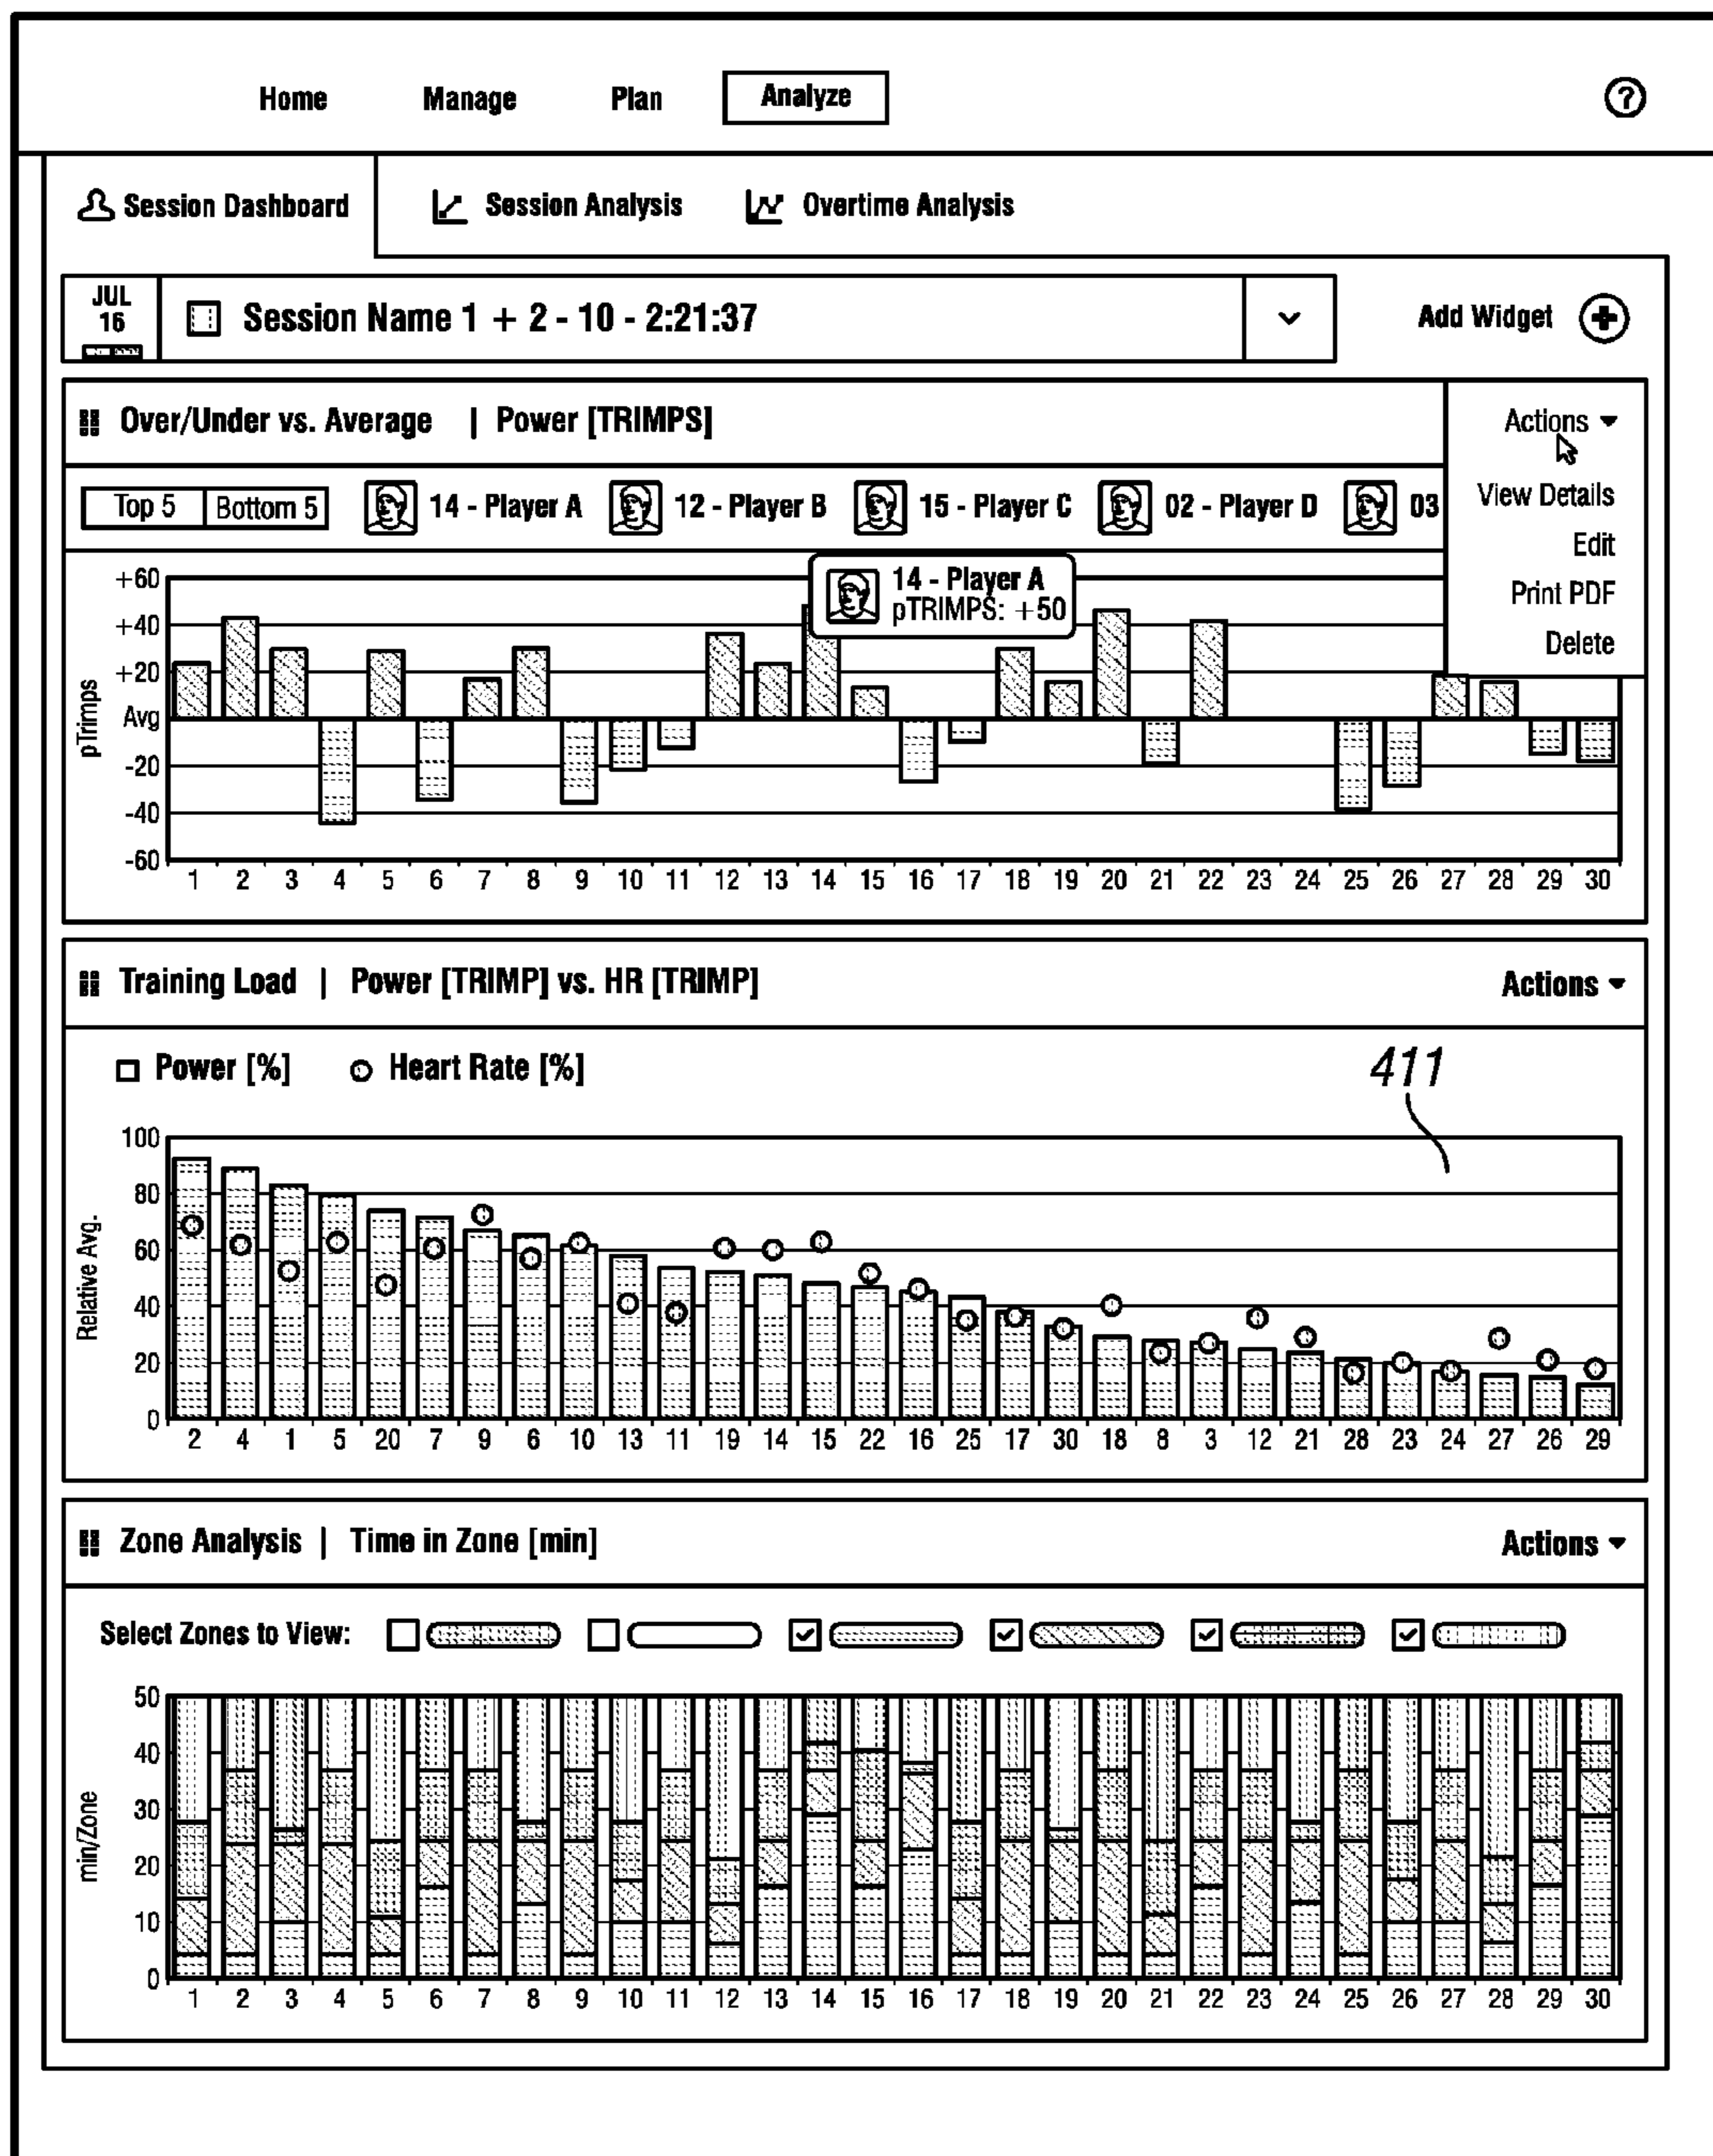 Home Manage Plan Analyze ?
Session Dashboard Session Analysis Overtime Analysis
JUL
16
Session Name 1 + 2 - 10 - 2:21:37
Add Widget
Over/Under vs. Average | Power [TRIMPS]
Actions
View Details
Edit
Print PDF
Delete
Top 5 Bottom 5 14 - Player A 12 - Player B 15 - Player C 02 - Player D 03
14 - Player A
pTRIMPS: +50
pTrimps
+60
+40
+20
Avg
-20
-40
-60
1 2 3 4 5 6 7 8 9 10 11 12 13 14 15 16 17 18 19 20 21 22 23 24 25 26 27 28 29 30
Training Load | Power [TRIMP] vs. HR [TRIMP] Actions
Power [%] Heart Rate [%]
411
Relative Avg.
100
80
60
40
20
0
2 4 1 5 20 7 9 6 10 13 11 19 14 15 22 16 25 17 30 18 8 3 12 21 28 23 24 27 26 29
Zone Analysis | Time in Zone [min] Actions
Select Zones to View:
min/Zone
50
40
30
20
10
0
1 2 3 4 5 6 7 8 9 10 11 12 13 14 15 16 17 18 19 20 21 22 23 24 25 26 27 28 29 30